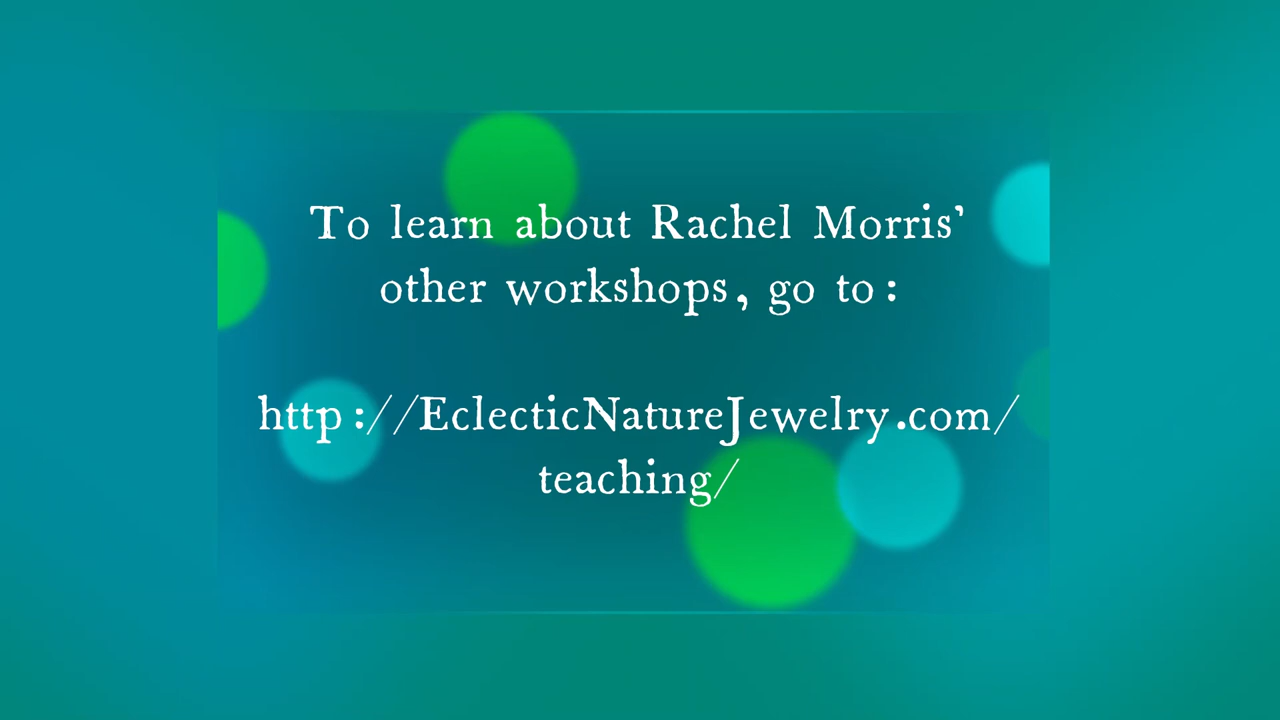 To learn about Rachel Morris’
other workshops, go to:
http://EclecticNatureJewelry.com/
teaching/